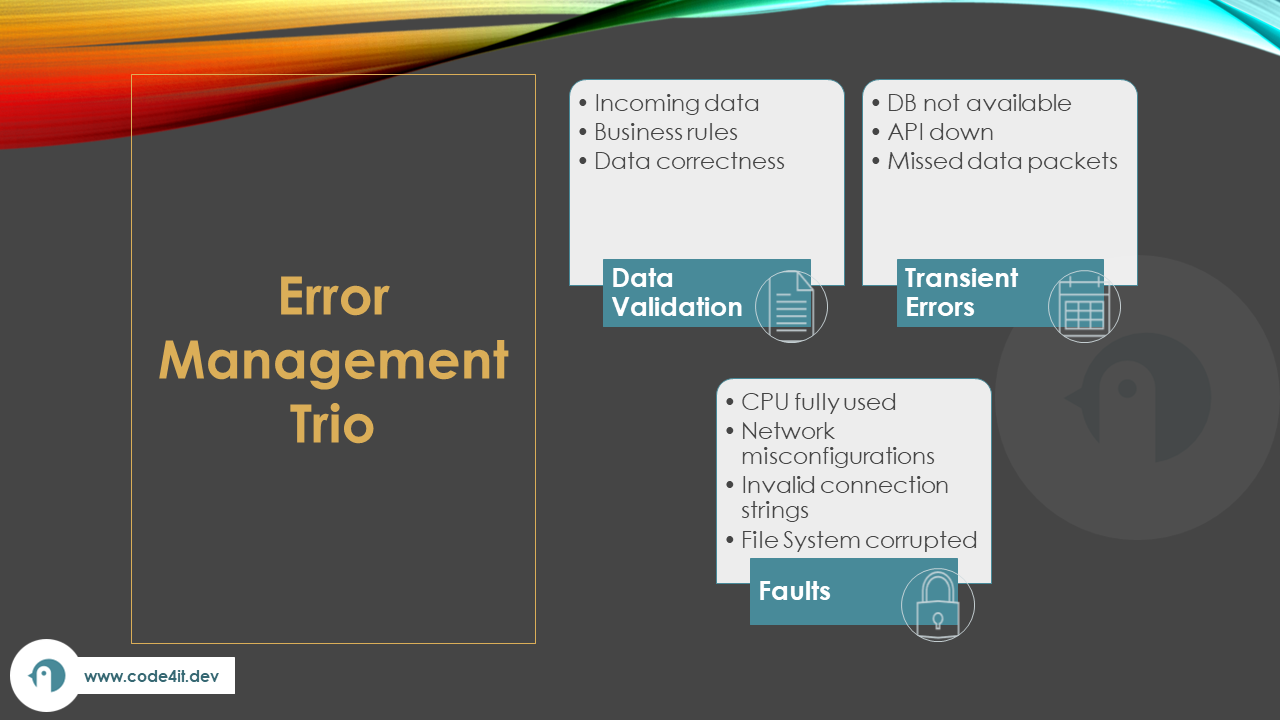 Error
Management
Trio
• Incoming data
• Business rules
• Data correctness
Data
Validation
• DB not available
• API down
• Missed data packets
Transient
Errors
• CPU fully used
• Network
misconfigurations
• Invalid connection
strings
• File System corrupted
Faults
www.code4it.dev